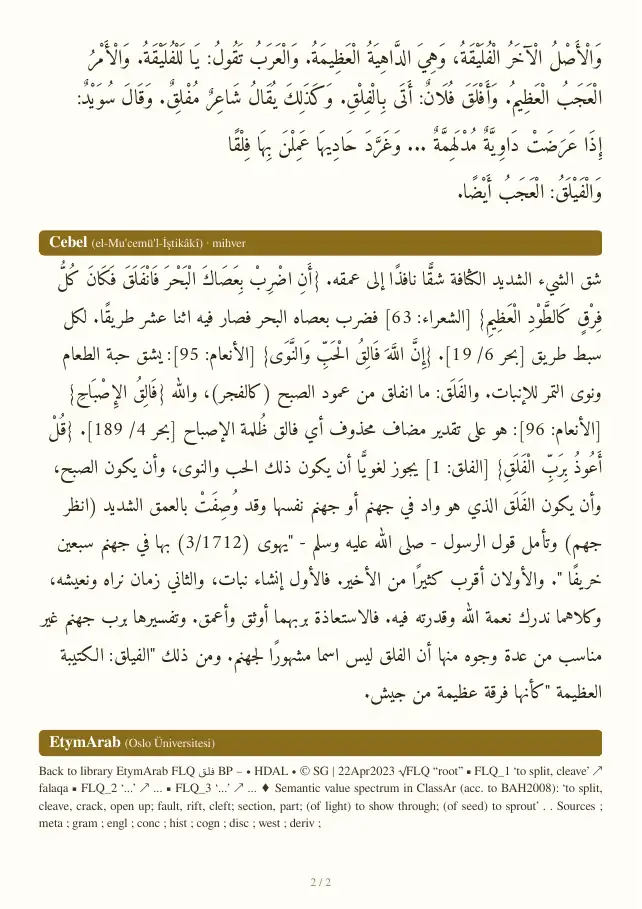 وَالْأَصْلُ الْآخَرُ الْفُلَيْقَةُ، وَهِيَ الدَّاهِيَةُ الْعَظِيمَةُ. وَالْعَرَبُ تَقُولُ: يَا لَلْفُلَيْقَةُ. وَالْأَمْرُ
الْعَجَبُ الْعَظِيمُ. وَأَفْلَقَ فُلَانٌ: أَتَى بِالْفِلْقِ. وَكَذَلِكَ يُقَالُ شَاعِرٌ مُفْلِقٌ. وَقَالَ سُوَيْدٌ:
إِذَا عَرَضَتْ دَاوِيَّةٌ مُدْلَهِمَّةٌ ... وَغَرَّدَ حَادِيهَا عَمِلْنَ بِهَا فِلْقًا
وَالْفَيْلَقُ: الْعَجَبُ أَيْضًا.
Cebel (el-Mu'cemü'l-İştikâkî) · mihver
شق الشيء الشديد الكثافة شقًّا نافذًا إلى عمقه. {أَنِ اضْرِبْ بِعَصَاكَ الْبَحْرَ فَانْفَلَقَ فَكَانَ كُلُّ
فِرْقٍ كَالطَّوْدِ الْعَظِيمِ} [الشعراء: 63] فضرب بعصاه البحر فصار فيه اثنا عشر طريقًا. لكل
سبط طريق [بحر 6/ 19]. {إِنَّ اللَّهَ فَالِقُ الْحَبِّ وَالنَّوَى} [الأنعام: 95]: يشق حبة الطعام
ونوى التمر للإنبات. والفَلَق: ما انفلق من عمود الصبح (كالفجر)، والله {فَالِقُ الإِصْبَاحِ}
[الأنعام: 96]: هو على تقدير مضاف محذوف أي فالق ظُلمة الإصباح [بحر 4/ 189]. {قُلْ
أَعُوذُ بِرَبِّ الْفَلَقِ} [الفلق: 1] يجوز لغويًّا أن يكون ذلك الحب والنوى، وأن يكون الصبح،
وأن يكون الفَلَق الذي هو واد في جهنم أو جهنم نفسها وقد وُصِفَتْ بالعمق الشديد (انظر
جهم) وتأمل قول الرسول - صلى الله عليه وسلم - "يهوى (3/1712) بها في جهنم سبعين
خريفًا ". والأولان أقرب كثيرًا من الأخير. فالأول إنشاء نبات، والثاني زمان نراه ونعيشه،
وكلاهما ندرك نعمة الله وقدرته فيه. فالاستعاذة بربهما أوثق وأعمق. وتفسيرها برب جهنم غير
مناسب من عدة وجوه منها أن الفلق ليس اسما مشهورًا لجهنم. ومن ذلك "الفيلق: الكتيبة
العظيمة "كأنها فرقة عظيمة من جيش.
EtymArab (Oslo Üniversitesi)
Back to library EtymArab FLQ فلق BP – • HDAL • © SG | 22Apr2023 √FLQ “root” ▪ FLQ_1 ‘to split, cleave’ ↗
falaqa ▪ FLQ_2 ‘...’ ↗ ... ▪ FLQ_3 ‘...’ ↗ ... ♦ Semantic value spectrum in ClassAr (acc. to BAH2008): ‘to split,
cleave, crack, open up; fault, rift, cleft; section, part; (of light) to show through; (of seed) to sprout’ . . Sources ;
meta ; gram ; engl ; conc ; hist ; cogn ; disc ; west ; deriv ;
2 / 2